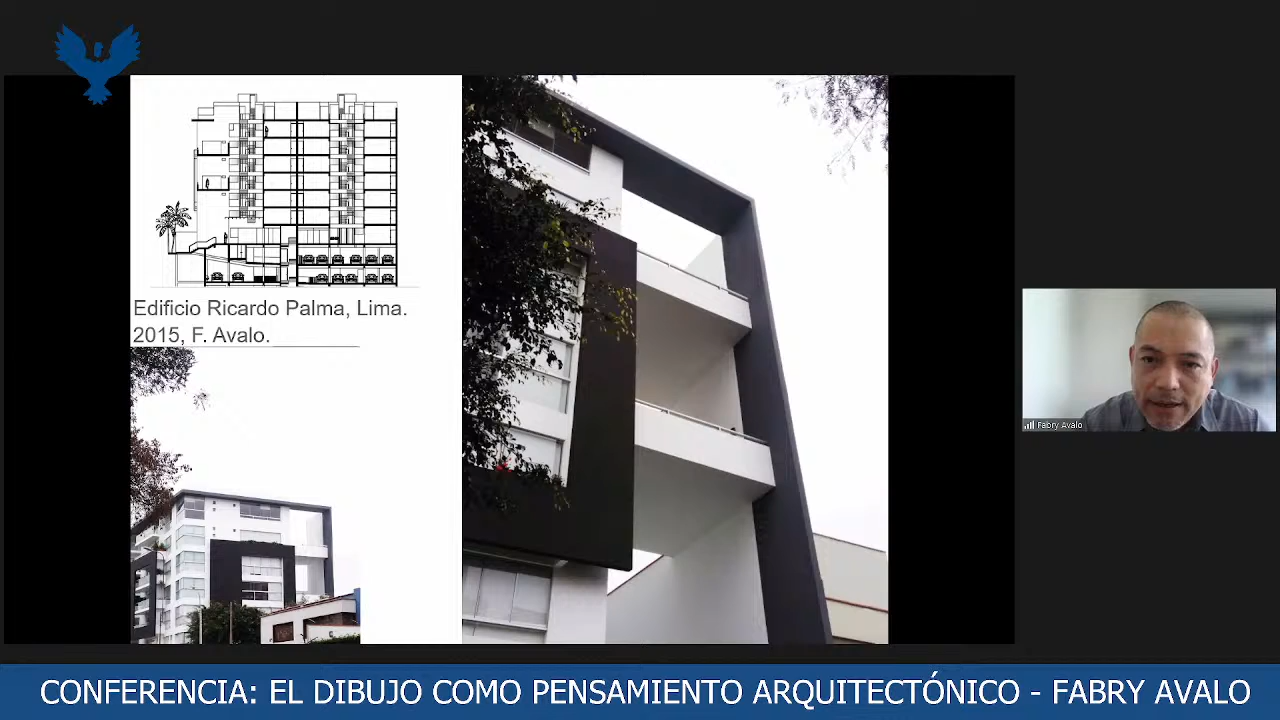 Edificio Ricardo Palma, Lima.
2015, F. Avalo.
Fabry Avalo
CONFERENCIA: EL DIBUJO COMO PENSAMIENTO ARQUITECTÓNICO - FABRY AVALO